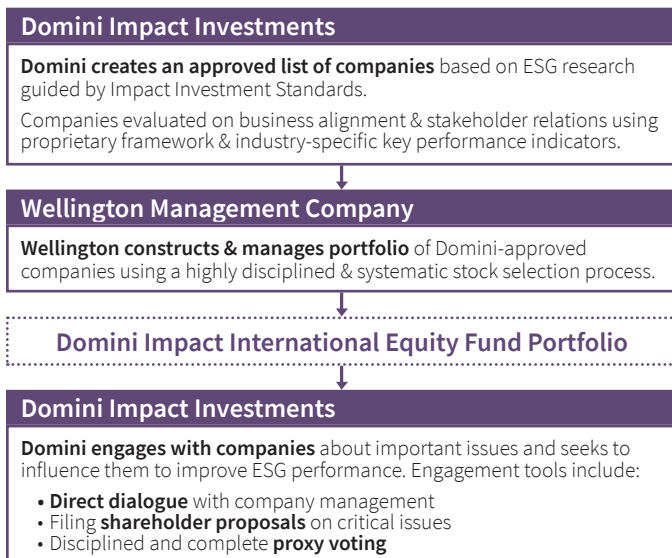 Domini Impact Investments
Domini creates an approved list of companies based on ESG research
guided by Impact Investment Standards.
Companies evaluated on business alignment & stakeholder relations using
proprietary framework & industry-specific key performance indicators.
Wellington Management Company
Wellington constructs & manages portfolio of Domini-approved
companies using a highly disciplined & systematic stock selection process.
Domini Impact International Equity Fund Portfolio
Domini Impact Investments
Domini engages with companies about important issues and seeks to
influence them to improve ESG performance. Engagement tools include:
• Direct dialogue with company management
• Filing shareholder proposals on critical issues
• Disciplined and complete proxy voting